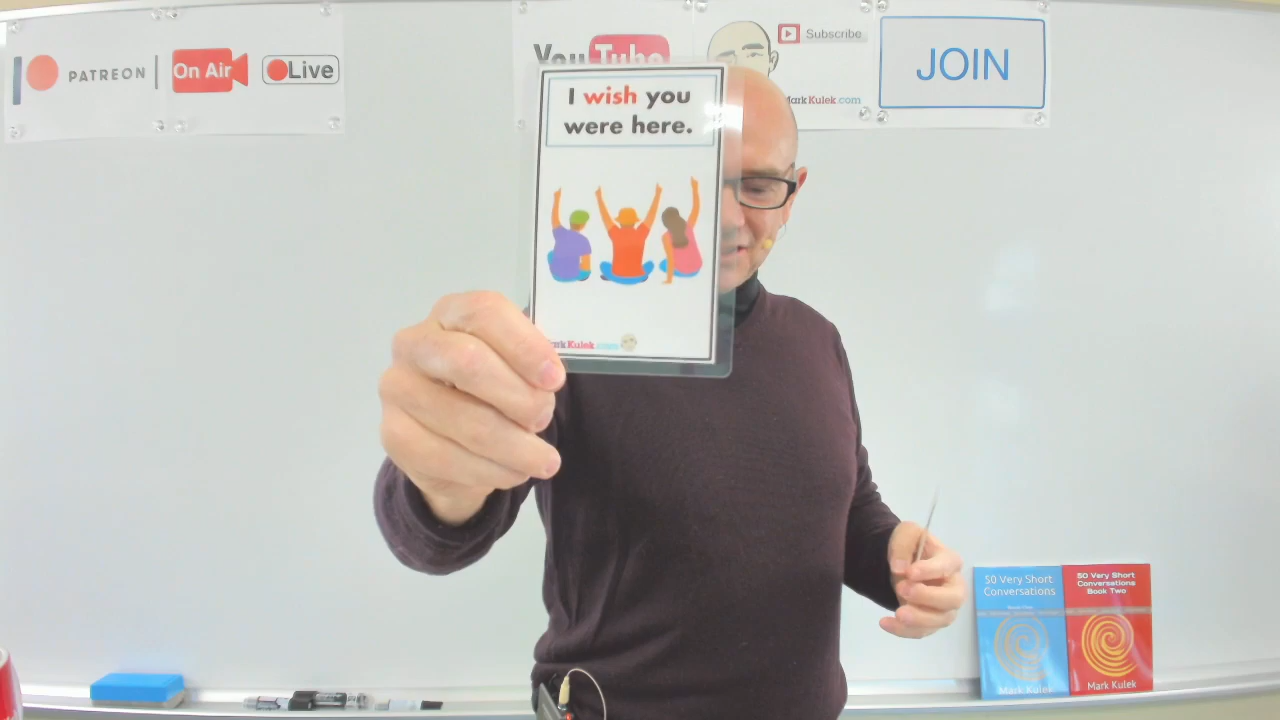 PATREON
On Air
Live
YouTube
Subscribe
MarkKulek.com
JOIN
I wish you
were here.
MarkKulek.com
50 Very Short
Conversations
Mark Kulek
50 Very Short
Conversations
Book Two
Mark Kulek